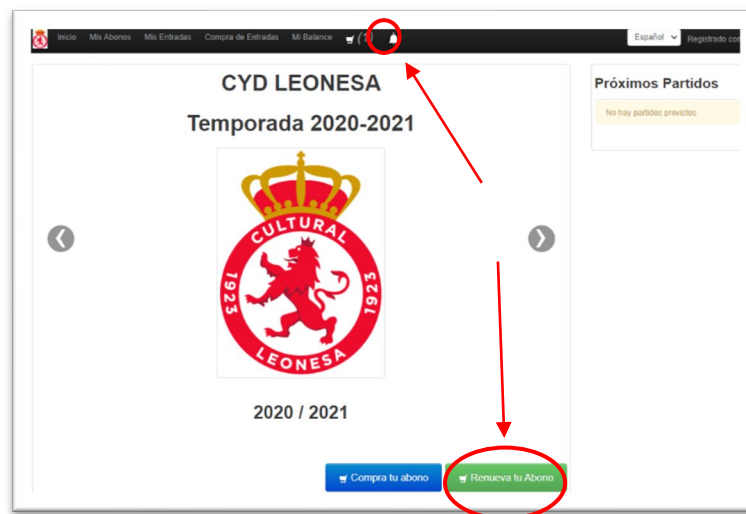 Inicio Mis Abonos Mis Entradas Compra de Entradas Mi Balance (1) Español Registrado con
CYD LEONESA
Temporada 2020-2021
CULTURAL
1923 1923
LEONESA
2020 / 2021
Compra tu abono Renueva tu Abono
Próximos Partidos
No hay partidos previstos